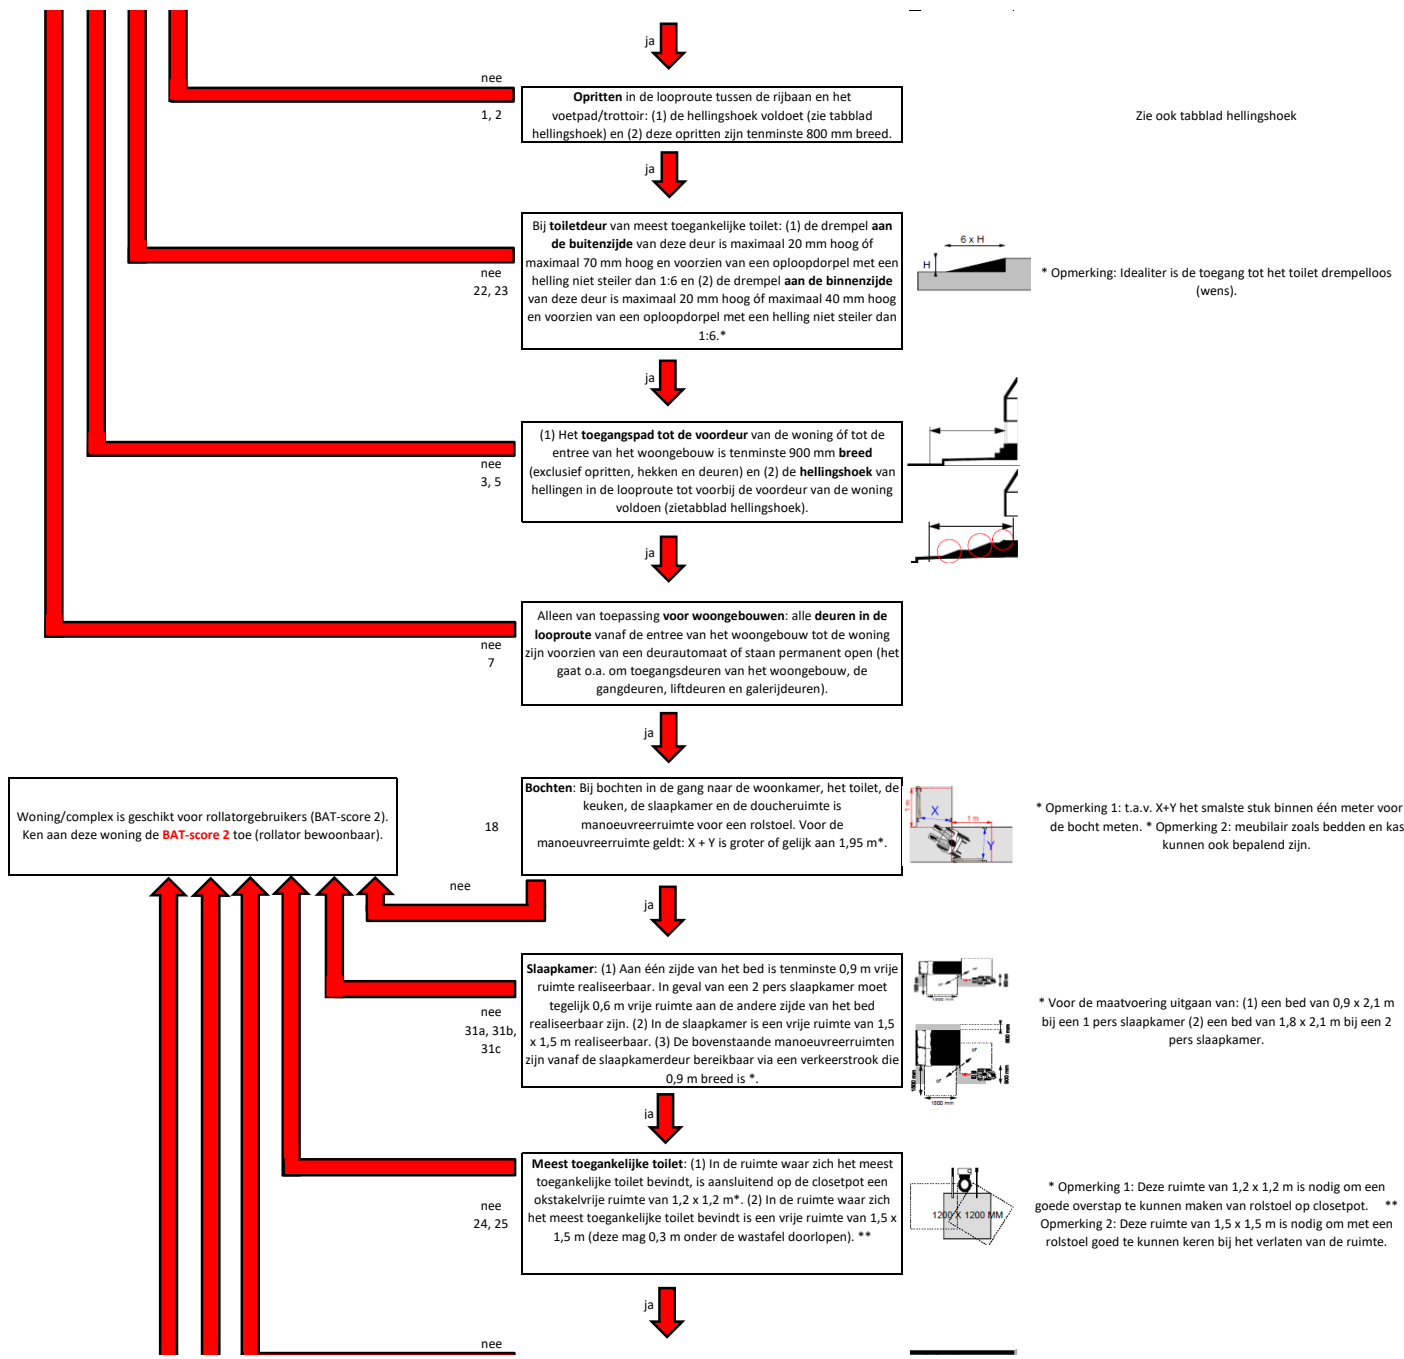 ja
nee
1, 2
Opritten in de looproute tussen de rijbaan en het
voetpad/trottoir: (1) de hellingshoek voldoet (zie tabblad
hellingshoek) en (2) deze opritten zijn tenminste 800 mm breed.
Zie ook tabblad hellingshoek
ja
nee
22, 23
Bij toiletdeur van meest toegankelijke toilet: (1) de drempel aan
de buitenzijde van deze deur is maximaal 20 mm hoog óf
maximaal 70 mm hoog en voorzien van een oploopdorpel met een
helling niet steiler dan 1:6 en (2) de drempel aan de binnenzijde
van deze deur is maximaal 20 mm hoog óf maximaal 40 mm hoog
en voorzien van een oploopdorpel met een helling niet steiler dan
1:6.*
6 x H
H
* Opmerking: Idealiter is de toegang tot het toilet drempelloos
(wens).
ja
nee
3, 5
(1) Het toegangspad tot de voordeur van de woning óf tot de
entree van het woongebouw is tenminste 900 mm breed
(exclusief opritten, hekken en deuren) en (2) de hellingshoek van
hellingen in de looproute tot voorbij de voordeur van de woning
voldoen (zietabblad hellingshoek).
ja
nee
7
Alleen van toepassing voor woongebouwen: alle deuren in de
looproute vanaf de entree van het woongebouw tot de woning
zijn voorzien van een deurautomaat of staan permanent open (het
gaat o.a. om toegangsdeuren van het woongebouw, de
gangdeuren, liftdeuren en galerijdeuren).
ja
Woning/complex is geschikt voor rollatorgebruikers (BAT-score 2).
Ken aan deze woning de BAT-score 2 toe (rollator bewoonbaar).
18
Bochten: Bij bochten in de gang naar de woonkamer, het toilet, de
keuken, de slaapkamer en de doucheruimte is
manoeuvreerruimte voor een rolstoel. Voor de
manoeuvreerruimte geldt: X + Y is groter of gelijk aan 1,95 m*.
1 m
X
1 m
Y
* Opmerking 1: t.a.v. X+Y het smalste stuk binnen één meter voor
de bocht meten. * Opmerking 2: meubilair zoals bedden en kas
kunnen ook bepalend zijn.
nee
ja
nee
31a, 31b,
31c
Slaapkamer: (1) Aan één zijde van het bed is tenminste 0,9 m vrije
ruimte realiseerbaar. In geval van een 2 pers slaapkamer moet
tegelijk 0,6 m vrije ruimte aan de andere zijde van het bed
realiseerbaar zijn. (2) In de slaapkamer is een vrije ruimte van 1,5
x 1,5 m realiseerbaar. (3) De bovenstaande manoeuvreerruimten
zijn vanaf de slaapkamerdeur bereikbaar via een verkeerstrook die
0,9 m breed is *.
of
1500 mm
of
of
1500 mm
900 mm
1500 mm
* Voor de maatvoering uitgaan van: (1) een bed van 0,9 x 2,1 m
bij een 1 pers slaapkamer (2) een bed van 1,8 x 2,1 m bij een 2
pers slaapkamer.
ja
nee
24, 25
Meest toegankelijke toilet: (1) In de ruimte waar zich het meest
toegankelijke toilet bevindt, is aansluitend op de closetpot een
okstakelvrije ruimte van 1,2 x 1,2 m*. (2) In de ruimte waar zich
het meest toegankelijke toilet bevindt is een vrije ruimte van 1,5 x
1,5 m (deze mag 0,3 m onder de wastafel doorlopen). **
1200 X 1200 MM
* Opmerking 1: Deze ruimte van 1,2 x 1,2 m is nodig om een
goede overstap te kunnen maken van rolstoel op closetpot. **
Opmerking 2: Deze ruimte van 1,5 x 1,5 m is nodig om met een
rolstoel goed te kunnen keren bij het verlaten van de ruimte.
ja
nee